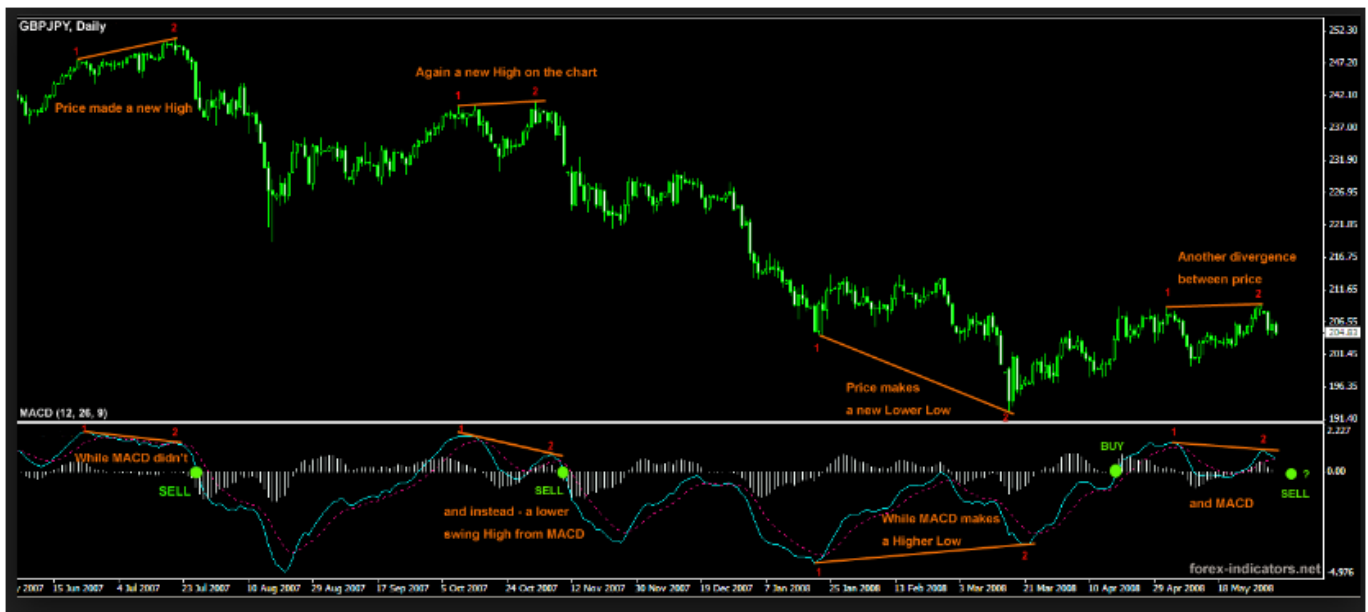 GBPJPY, Daily
1
2
Price made a new High
Again a new High on the chart
1
2
Another divergence
between price
1
2
1
Price makes
a new Lower Low
2
252.30
247.20
242.10
237.00
231.90
226.95
221.85
216.75
211.65
206.55
204.83
201.45
196.35
191.40
MACD (12, 26, 9)
1
2
While MACD didn't
SELL
1
2
SELL
and instead - a lower
swing High from MACD
While MACD makes
a Higher Low
1
2
BUY
1
2
and MACD
?
SELL
2.227
0.00
-4.976
forex-indicators.net
2007
15 Jun 2007
4 Jul 2007
23 Jul 2007
10 Aug 2007
29 Aug 2007
17 Sep 2007
5 Oct 2007
24 Oct 2007
12 Nov 2007
30 Nov 2007
19 Dec 2007
7 Jan 2008
25 Jan 2008
13 Feb 2008
3 Mar 2008
21 Mar 2008
10 Apr 2008
29 Apr 2008
18 May 2008